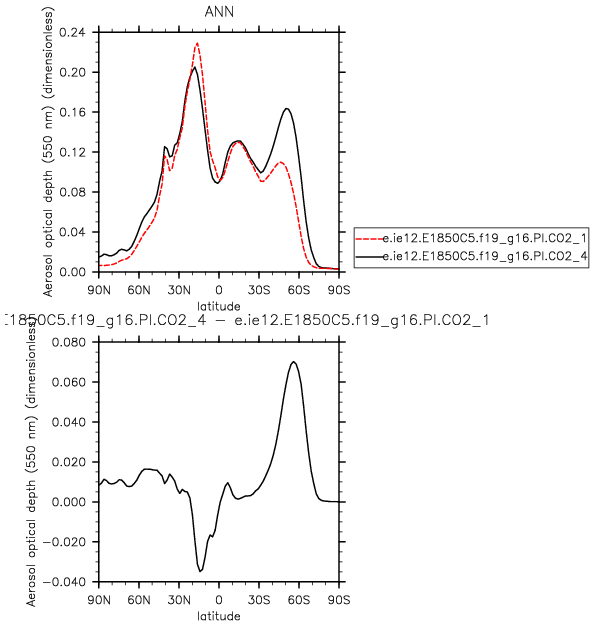 ANN
Aerosol optical depth (550 nm) (dimensionless)
0.24
0.20
0.16
0.12
0.08
0.04
0.00
90N 60N 30N 0 30S 60S 90S
latitude
e.ie12.E1850C5.f19_g16.PI.CO2_1
e.ie12.E1850C5.f19_g16.PI.CO2_4
1850C5.f19_g16.PI.CO2_4 - e.ie12.E1850C5.f19_g16.PI.CO2_1
Aerosol optical depth (550 nm) (dimensionless)
0.080
0.060
0.040
0.020
0.000
-0.020
-0.040
90N 60N 30N 0 30S 60S 90S
latitude